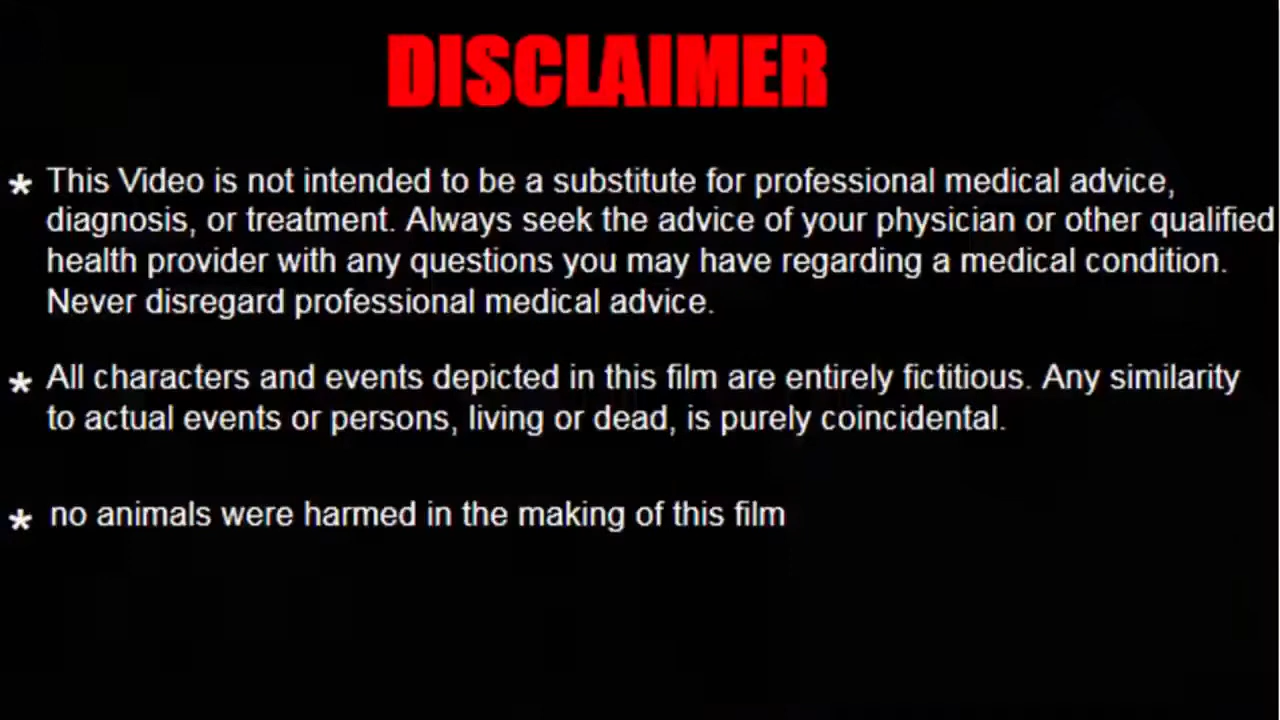 DISCLAIMER
* This Video is not intended to be a substitute for professional medical advice,
diagnosis, or treatment. Always seek the advice of your physician or other qualified
health provider with any questions you may have regarding a medical condition.
Never disregard professional medical advice.
* All characters and events depicted in this film are entirely fictitious. Any similarity
to actual events or persons, living or dead, is purely coincidental.
* no animals were harmed in the making of this film